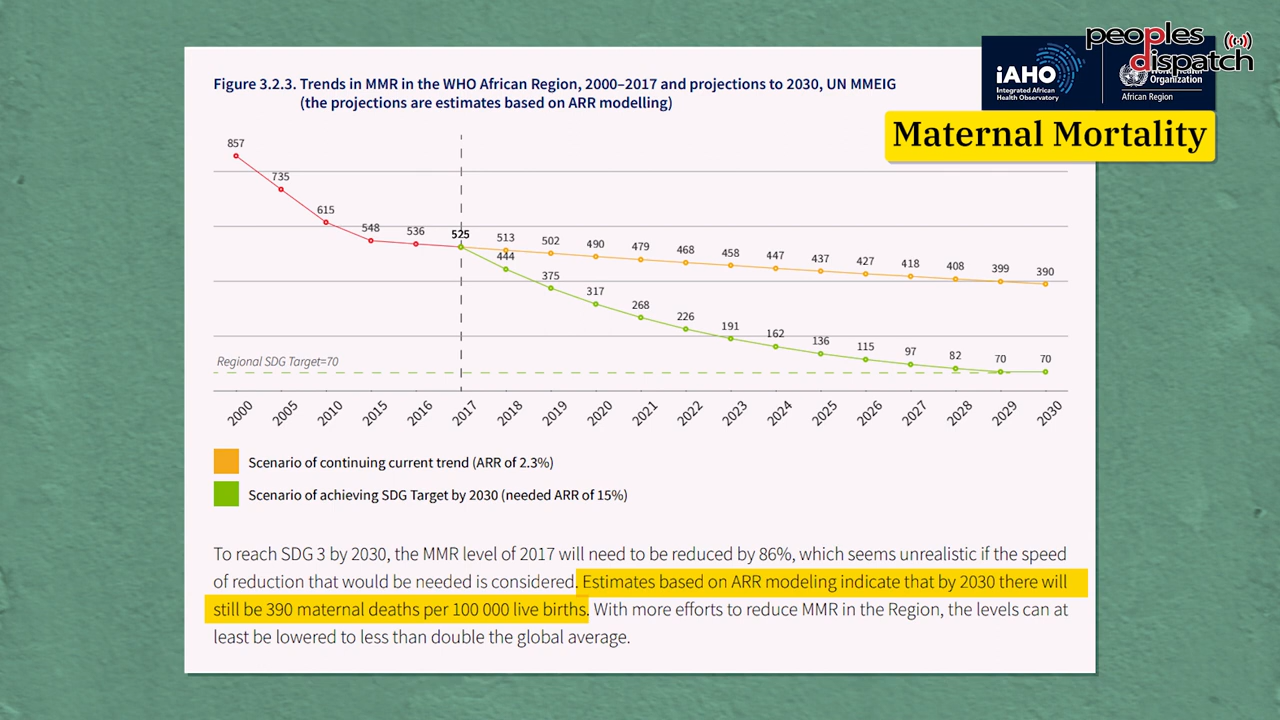 peoples
dispatch
iAHO
Integrated African
Health Observatory
Organization
African Region
Maternal Mortality
Figure 3.2.3. Trends in MMR in the WHO African Region, 2000–2017 and projections to 2030, UN MMEIG
(the projections are estimates based on ARR modelling)
857
735
615
548 536 525 513 502 490 479 468 458 447 437 427 418 408 399 390
444 375 317 268 226 191 162 136 115 97 82 70 70
Regional SDG Target=70
2000 2005 2010 2015 2016 2017 2018 2019 2020 2021 2022 2023 2024 2025 2026 2027 2028 2029 2030
Scenario of continuing current trend (ARR of 2.3%)
Scenario of achieving SDG Target by 2030 (needed ARR of 15%)
To reach SDG 3 by 2030, the MMR level of 2017 will need to be reduced by 86%, which seems unrealistic if the speed
of reduction that would be needed is considered. Estimates based on ARR modeling indicate that by 2030 there will
still be 390 maternal deaths per 100 000 live births. With more efforts to reduce MMR in the Region, the levels can at
least be lowered to less than double the global average.